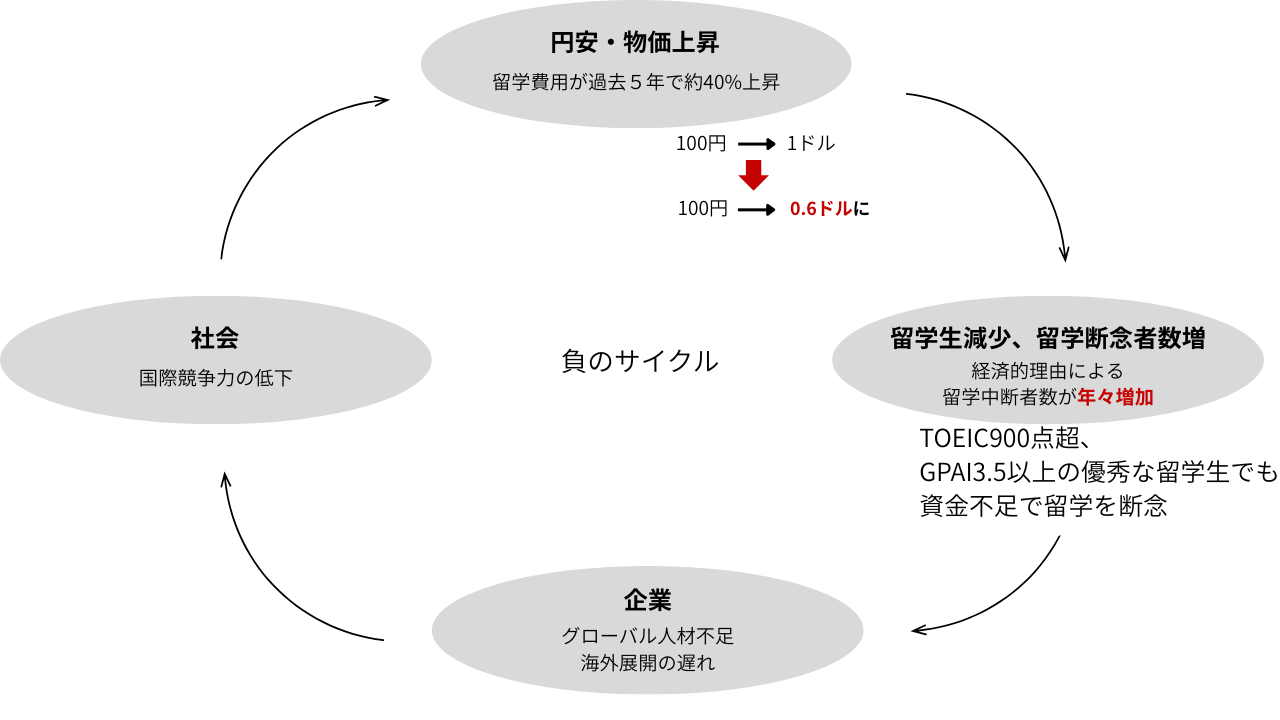 円安・物価上昇
留学費用が過去５年で約40%上昇
100円 1ドル
100円 0.6ドルに
留学生減少、留学断念者数増
経済的理由による
留学中断者数が年々増加
TOEIC900点超、
GPAI3.5以上の優秀な留学生でも
資金不足で留学を断念
企業
グローバル人材不足
海外展開の遅れ
社会
国際競争力の低下
負のサイクル